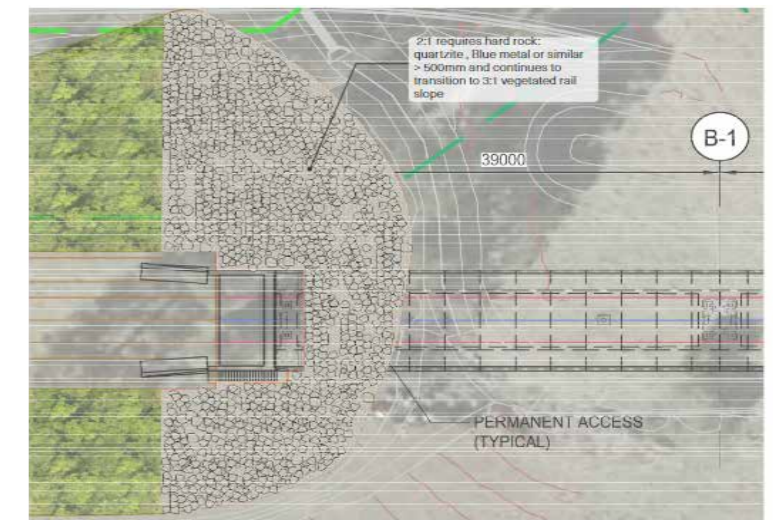 2:1 requires hard rock:
quartzite , Blue metal or similar
> 500mm and continues to
transition to 3:1 vegetated rail
slope
B-1
39000
PERMANENT ACCESS
(TYPICAL)